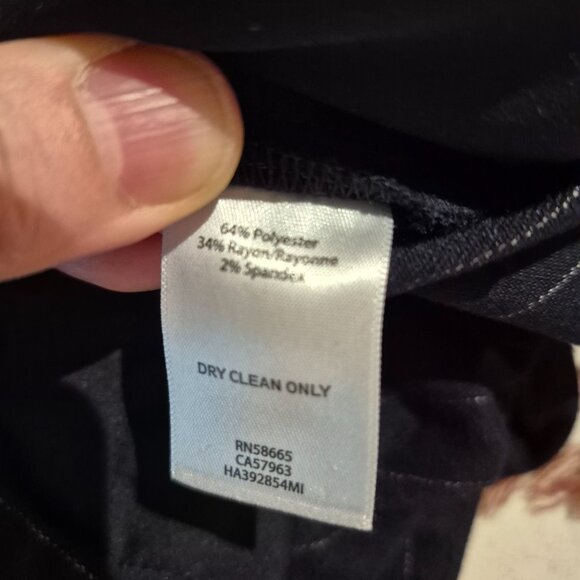 64% Polyester
34% Rayon/Rayonne
2% Spandex
DRY CLEAN ONLY
RN58665
CA57963
HA392854MI